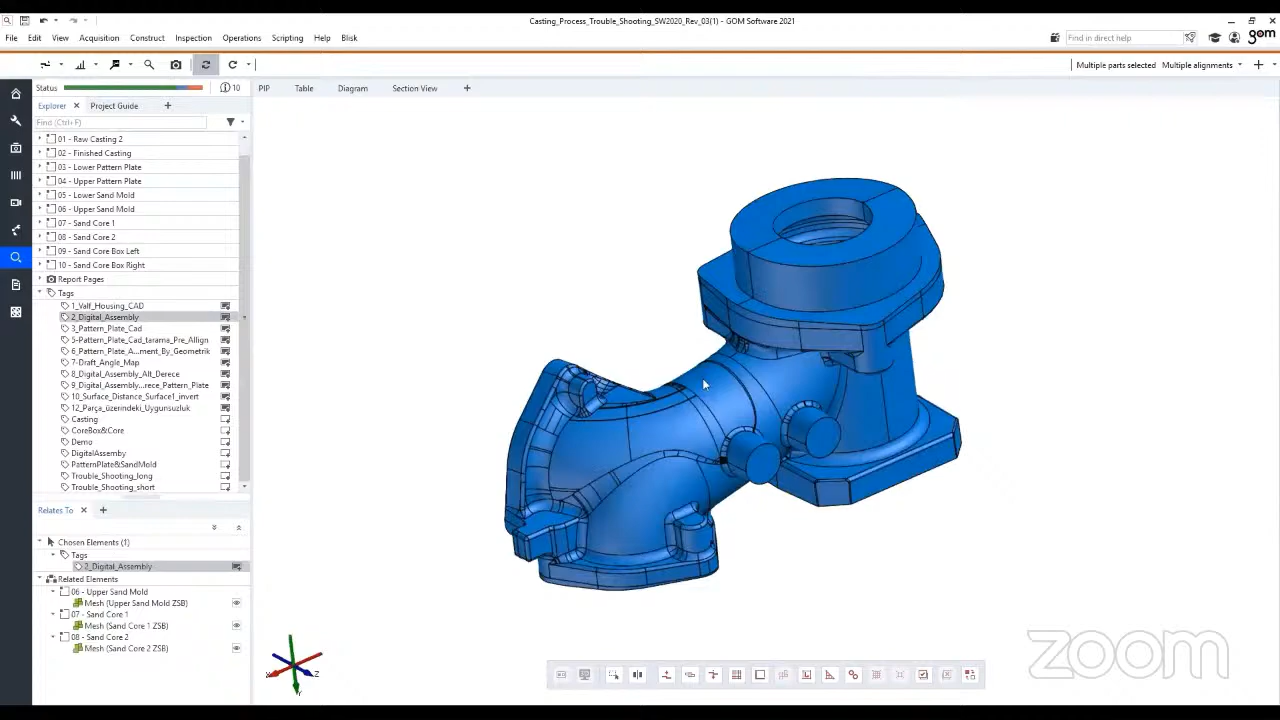 Casting_Process_Trouble_Shooting_SW2020_Rev_03(1) - GOM Software 2021
File Edit View Acquisition Construct Inspection Operations Scripting Help Blisk
Find in direct help
gom
Multiple parts selected Multiple alignments
Status
10
PIP Table Diagram Section View
Explorer Project Guide
Find (Ctrl+F)
01 - Raw Casting 2
02 - Finished Casting
03 - Lower Pattern Plate
04 - Upper Pattern Plate
05 - Lower Sand Mold
06 - Upper Sand Mold
07 - Sand Core 1
08 - Sand Core 2
09 - Sand Core Box Left
10 - Sand Core Box Right
Report Pages
Tags
1_Valf_Housing_CAD
2_Digital_Assembly
3_Pattern_Plate_Cad
5-Pattern_Plate_Cad_tarama_Pre_Allign
6_Pattern_Plate_A...ment_By_Geometrik
7-Draft_Angle_Map
8_Digital_Assembly_Alt_Derece
9_Digital_Assembly...rece_Pattern_Plate
10_Surface_Distance_Surface1_invert
12_Parça_üzerindeki_Uygunsuzluk
Casting
CoreBox&Core
Demo
DigitalAssemby
PatternPlate&SandMold
Trouble_Shooting_long
Trouble_Shooting_short
Relates To
Chosen Elements (1)
Tags
2_Digital_Assembly
Related Elements
06 - Upper Sand Mold
Mesh (Upper Sand Mold ZSB)
07 - Sand Core 1
Mesh (Sand Core 1 ZSB)
08 - Sand Core 2
Mesh (Sand Core 2 ZSB)
X Z
Y
zoom